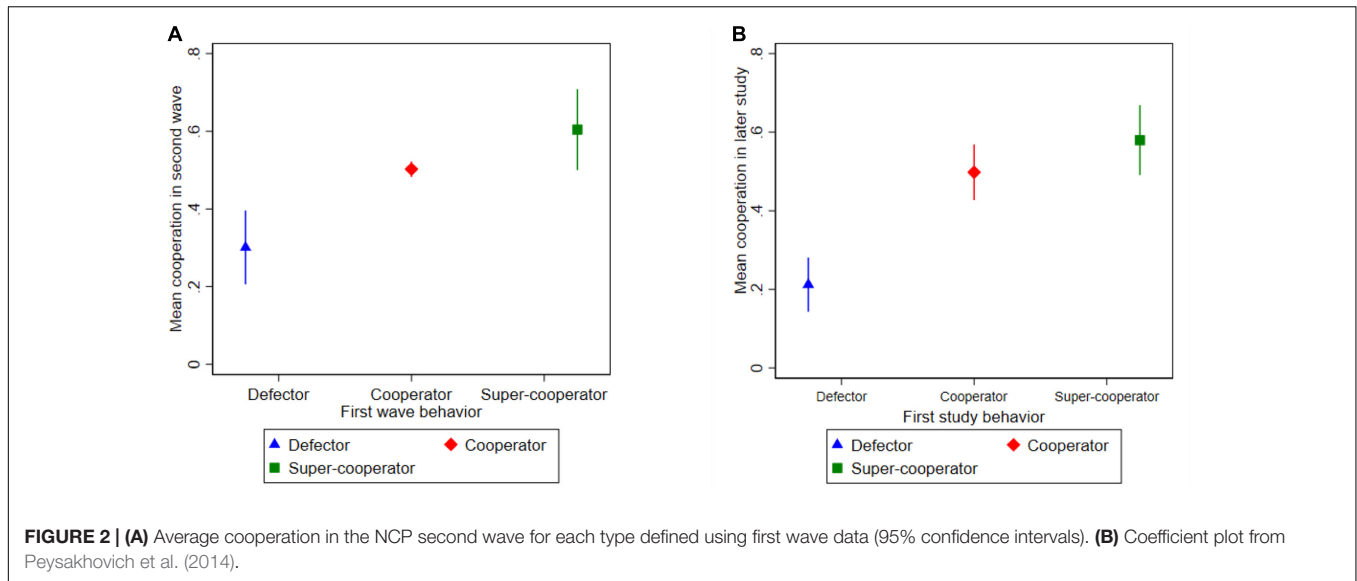 A
Mean cooperation in second wave
.8
.6
.4
.2
0
Defector Cooperator Super-cooperator
First wave behavior
Defector Cooperator
Super-cooperator
B
Mean cooperation in later study
.8
.6
.4
.2
0
Defector Cooperator Super-cooperator
First study behavior
Defector Cooperator
Super-cooperator
FIGURE 2 | (A) Average cooperation in the NCP second wave for each type defined using first wave data (95% confidence intervals). (B) Coefficient plot from
Peysakhovich et al. (2014).